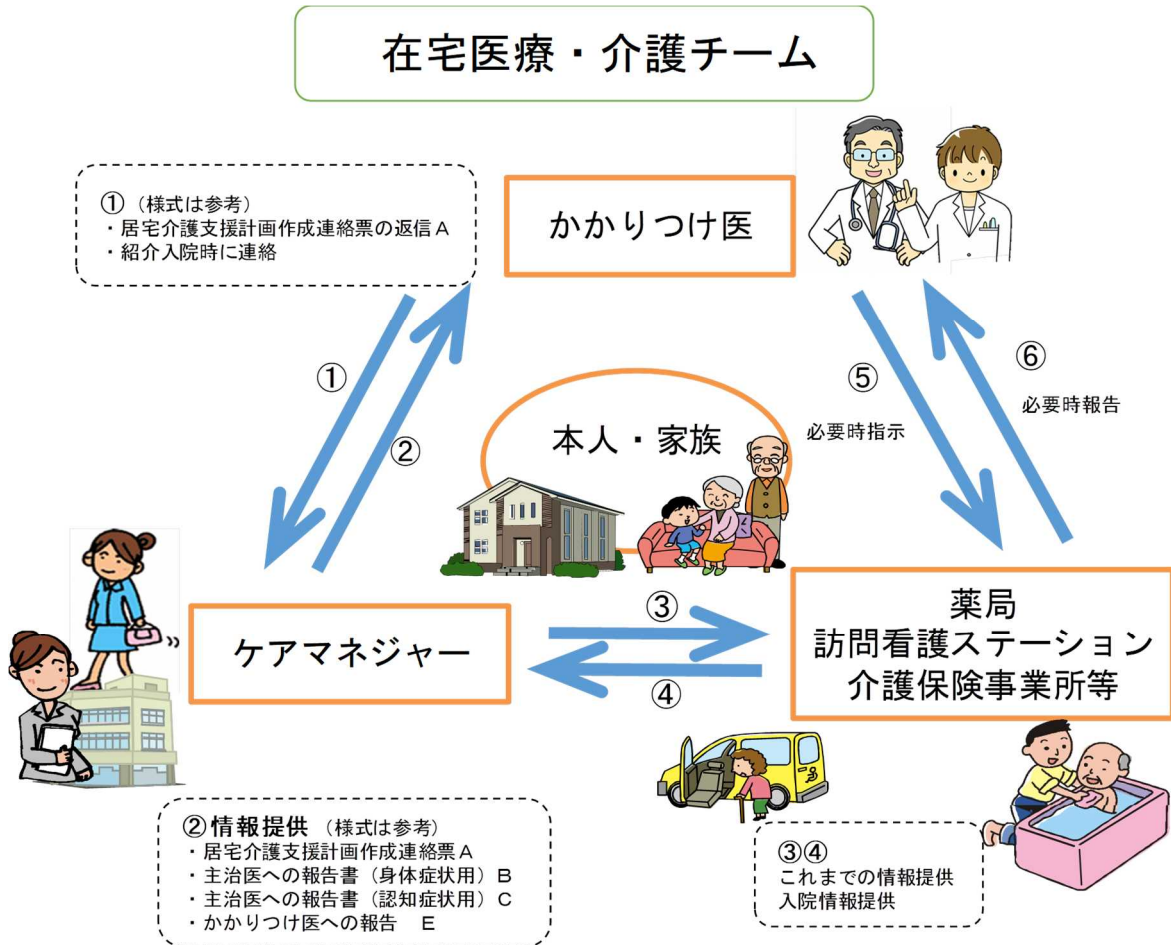 在宅医療・介護チーム
① (様式は参考)
・居宅介護支援計画作成連絡票の返信A
・紹介入院時に連絡
かかりつけ医
①
②
⑤
必要時指示
⑥
必要時報告
本人・家族
ケアマネジャー
③
④
薬局
訪問看護ステーション
介護保険事業所等
②情報提供 (様式は参考)
・居宅介護支援計画作成連絡票A
・主治医への報告書(身体症状用)B
・主治医への報告書(認知症状用)C
・かかりつけ医への報告 E
③④
これまでの情報提供
入院情報提供